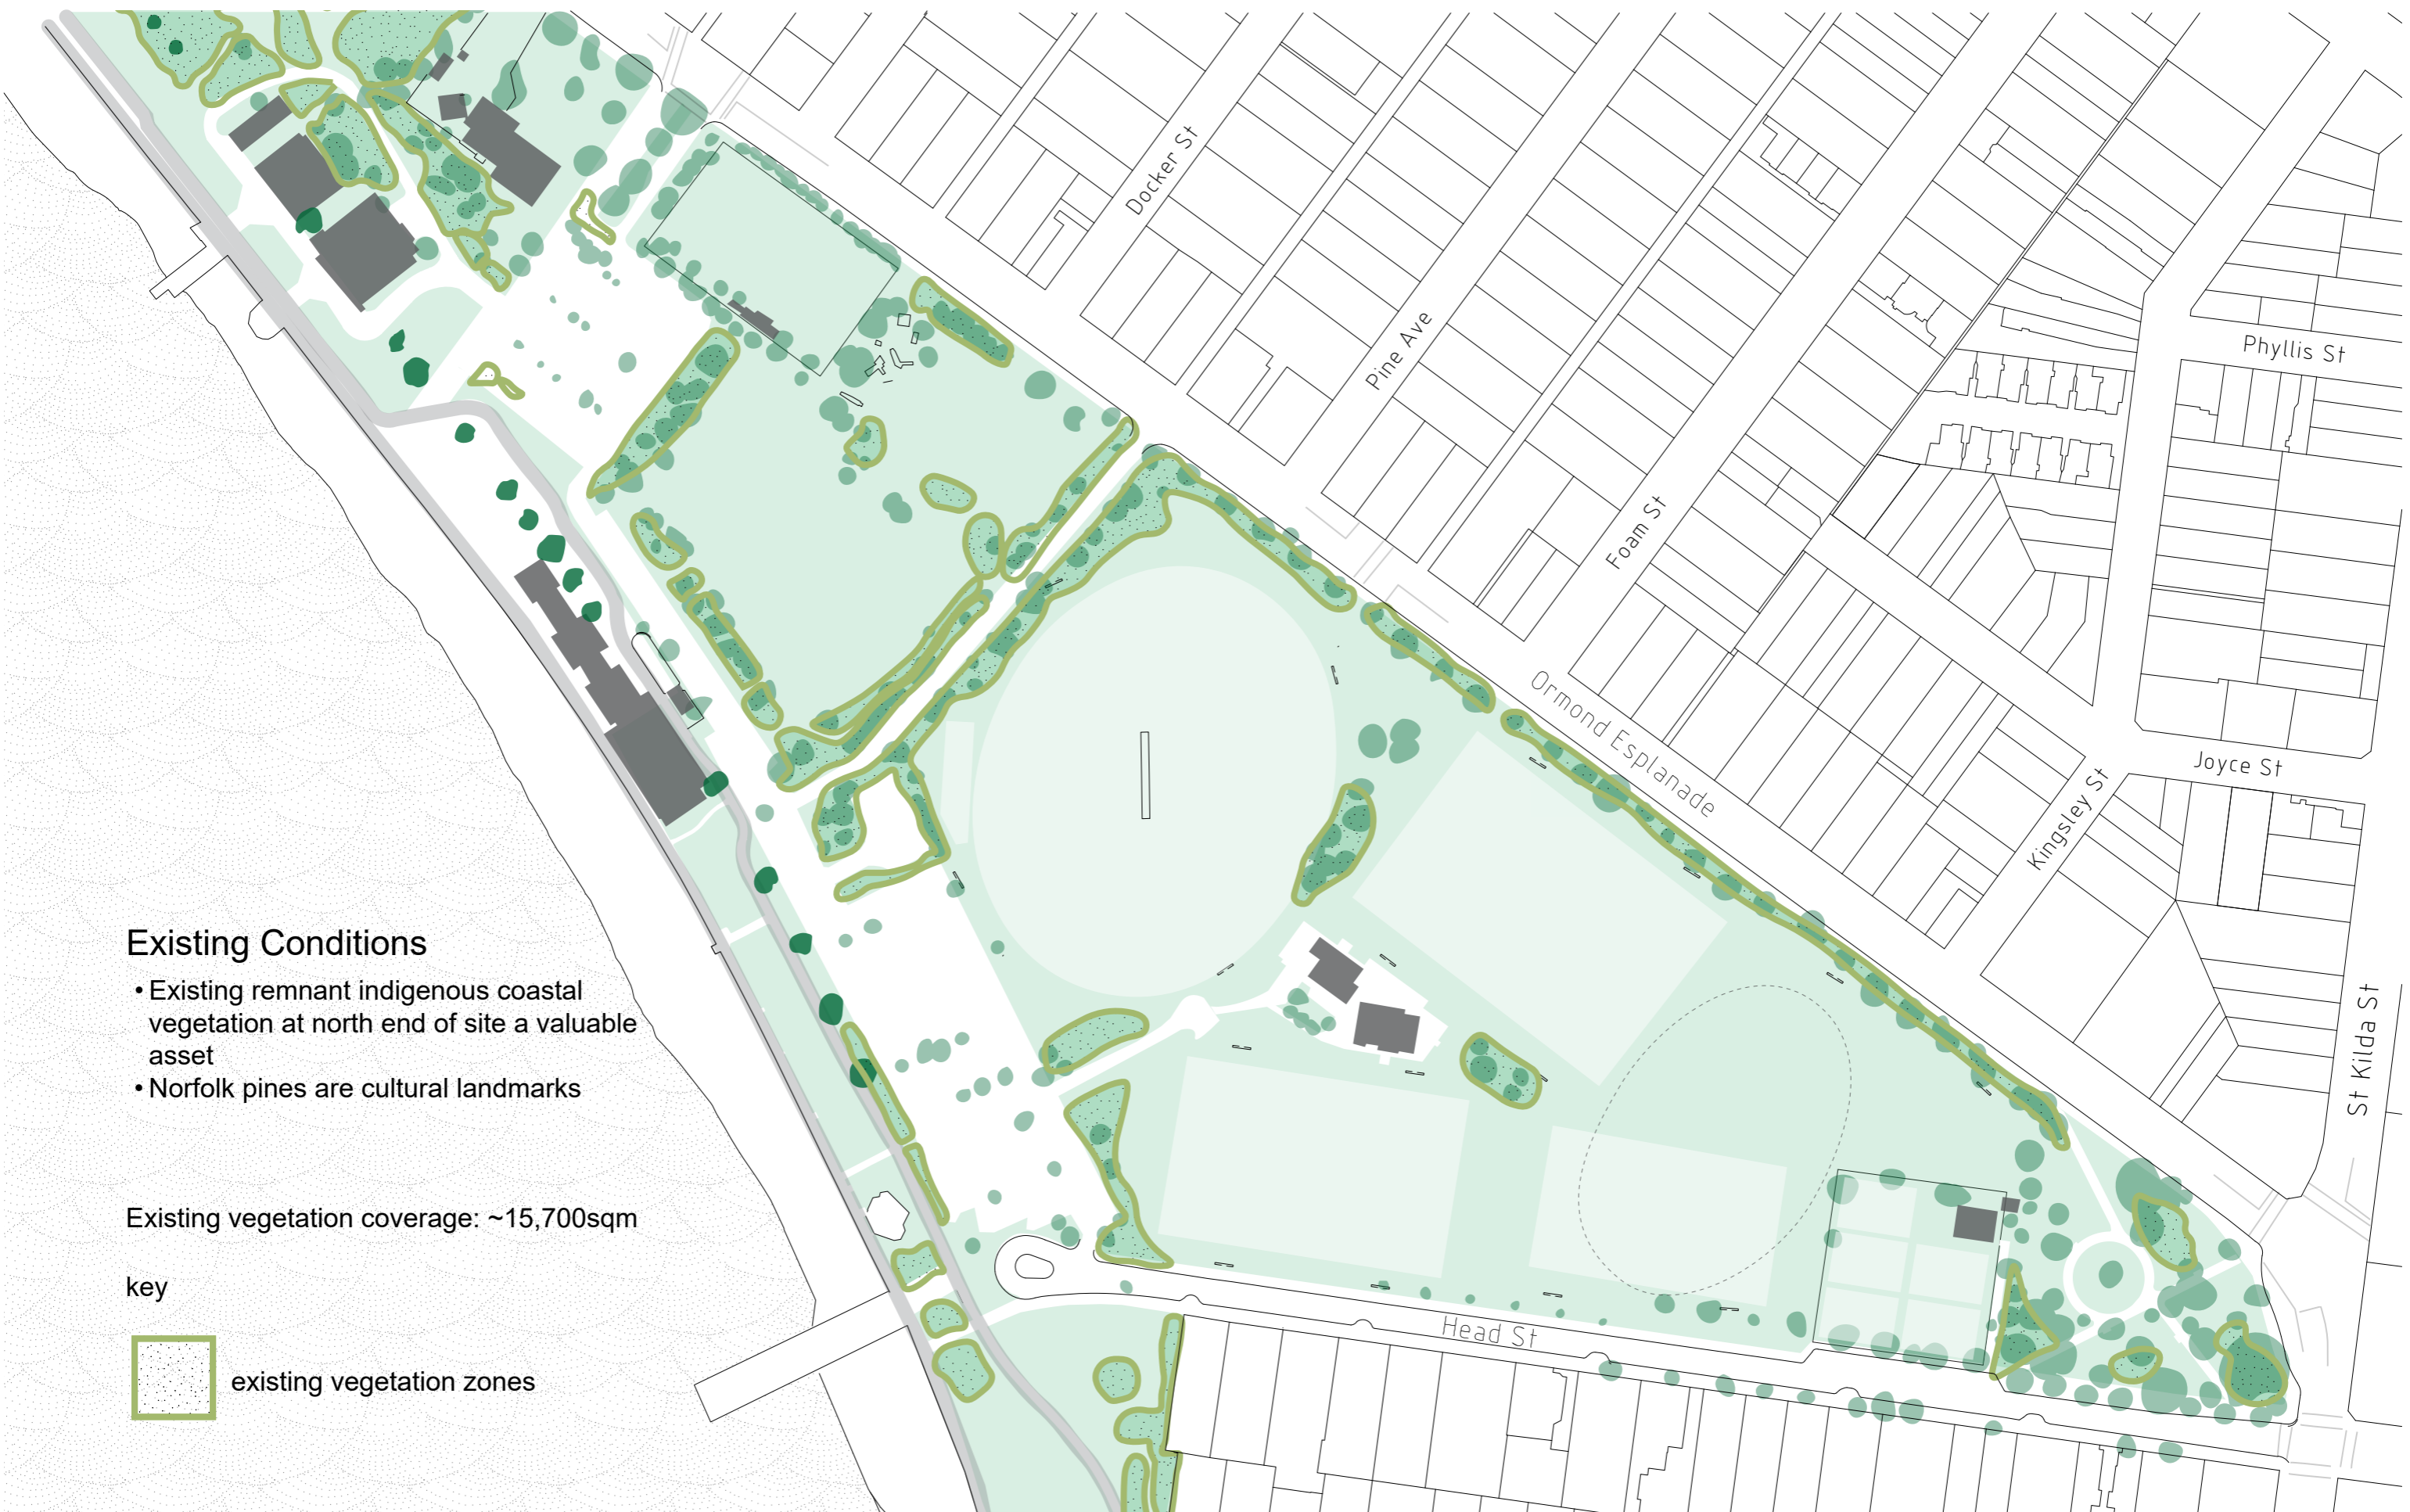 Docker St
Pine Ave
Foam St
Phyllis St
Ormond Esplanade
Joyce St
Kingsley St
St Kilda St
Head St
Existing Conditions
• Existing remnant indigenous coastal
vegetation at north end of site a valuable
asset
• Norfolk pines are cultural landmarks
Existing vegetation coverage: ~15,700sqm
key
existing vegetation zones